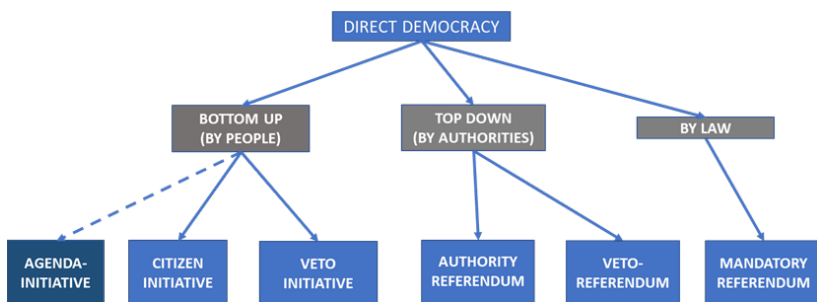 DIRECT DEMOCRACY
BOTTOM UP
(BY PEOPLE)
TOP DOWN
(BY AUTHORITIES)
BY LAW
AGENDA-
INITIATIVE
CITIZEN
INITIATIVE
VETO
INITIATIVE
AUTHORITY
REFERENDUM
VETO-
REFERENDUM
MANDATORY
REFERENDUM